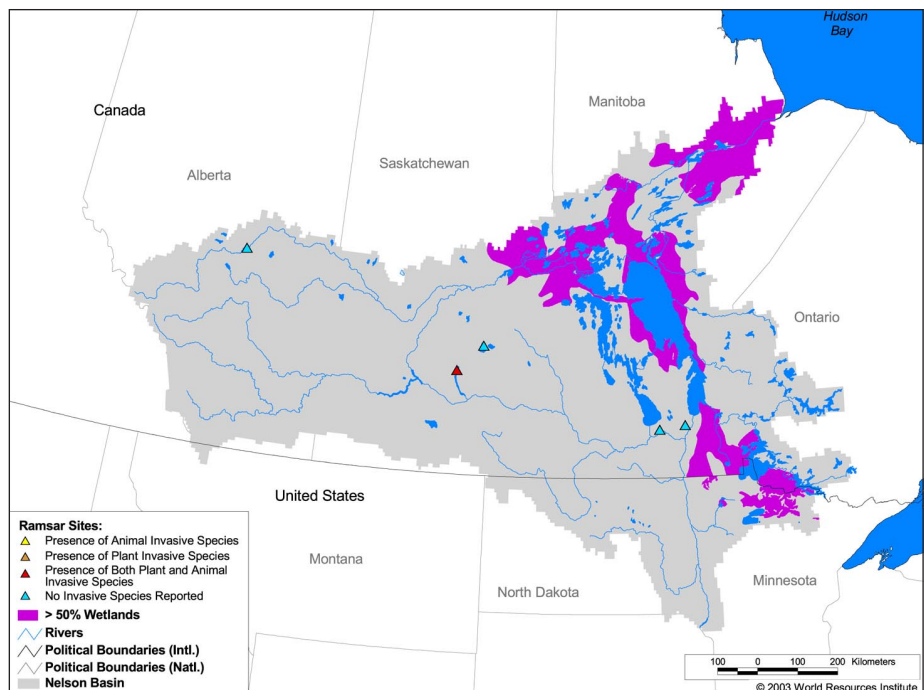 Hudson
Bay
Manitoba
Canada
Saskatchewan
Alberta
Ontario
United States
Montana
North Dakota
Minnesota
Ramsar Sites:
Presence of Animal Invasive Species
Presence of Plant Invasive Species
Presence of Both Plant and Animal
Invasive Species
No Invasive Species Reported
> 50% Wetlands
Rivers
Political Boundaries (Intl.)
Political Boundaries (Natl.)
Nelson Basin
100 0 100 200 Kilometers
© 2003 World Resources Institute